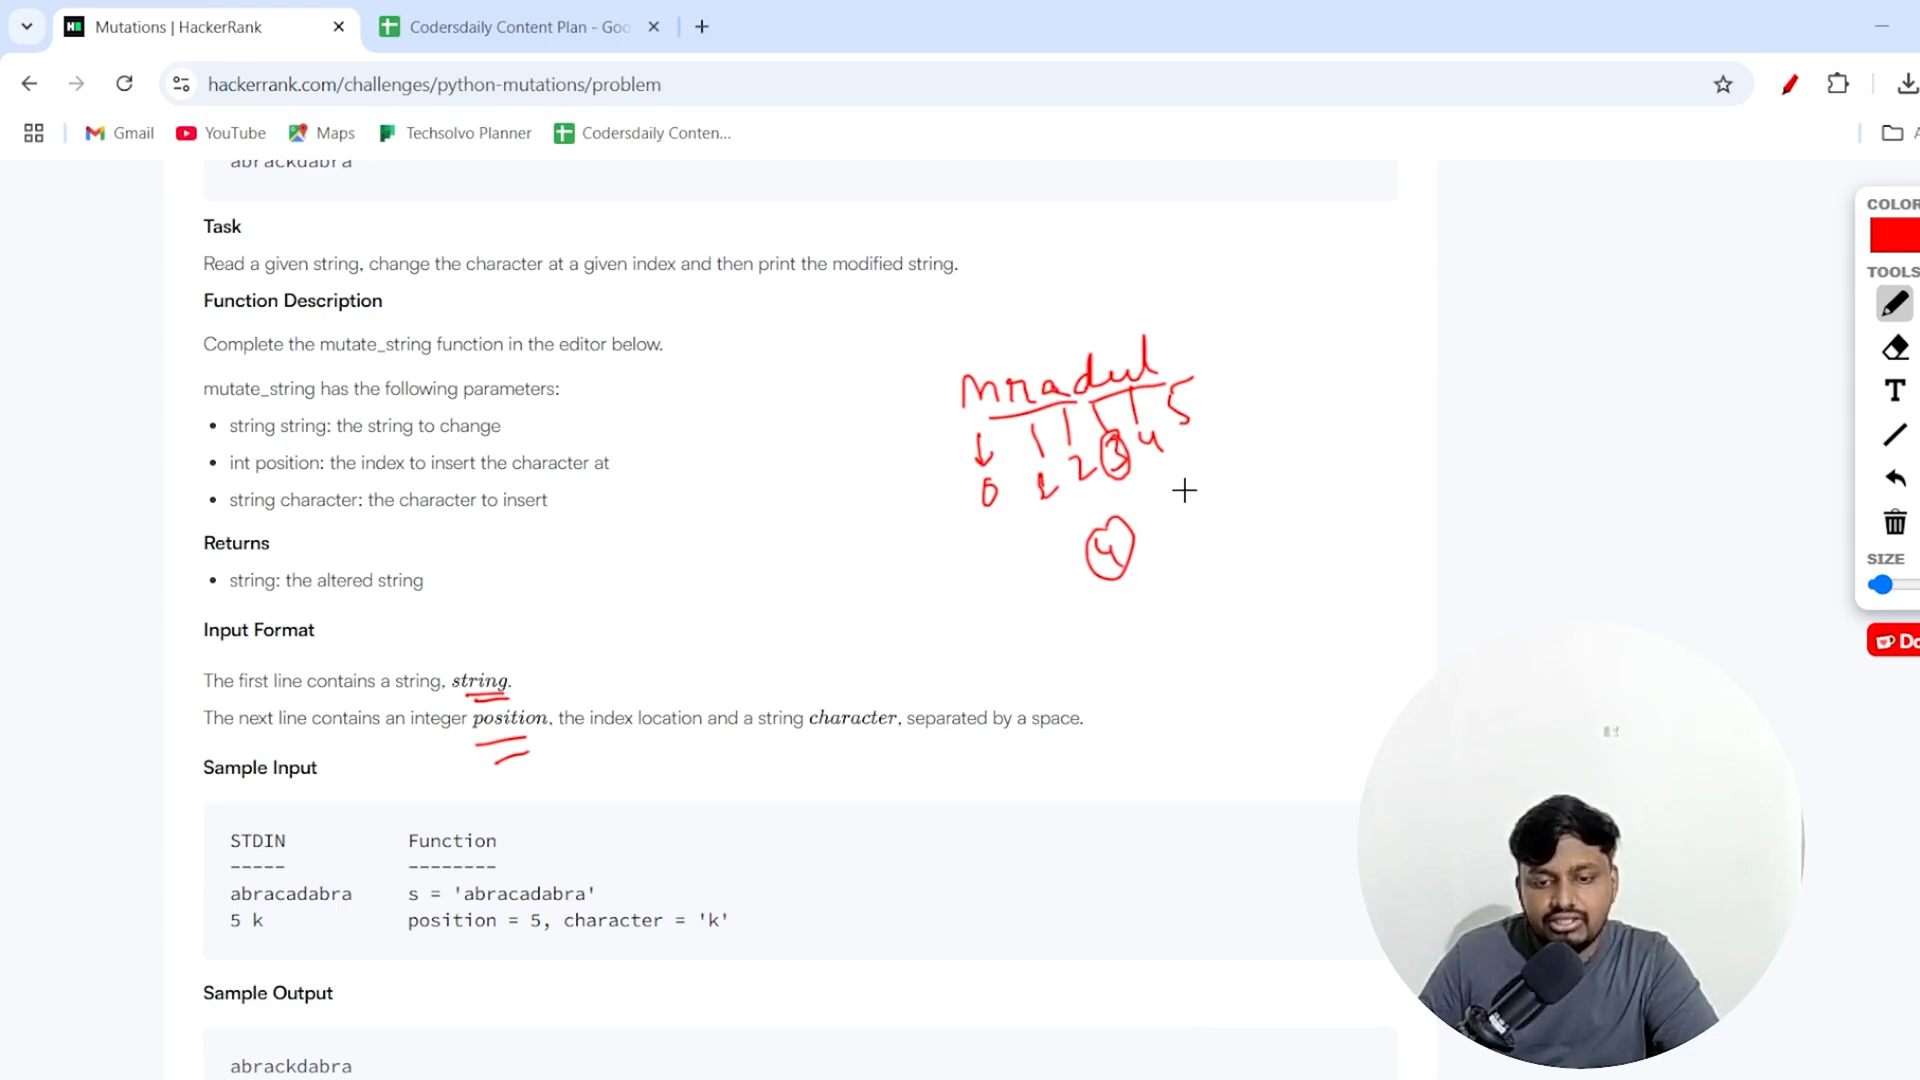 Mutations | HackerRank
Codersdaily Content Plan - Goo
hackerrank.com/challenges/python-mutations/problem
Gmail
YouTube
Maps
Techsolvo Planner
Codersdaily Conten...
A
abrackdabra
COLOR
Task
Read a given string, change the character at a given index and then print the modified string.
TOOLS
Function Description
Complete the mutate_string function in the editor below.
mradul
mutate_string has the following parameters:
T
• string string: the string to change
• int position: the index to insert the character at
• string character: the character to insert
0 1 2 3 4 5
4
Returns
• string: the altered string
SIZE
Input Format
Do
The first line contains a string, string.
The next line contains an integer position, the index location and a string character, separated by a space.
Sample Input
STDIN Function
----- --------
abracadabra s = 'abracadabra'
5 k position = 5, character = 'k'
Sample Output
abrackdabra